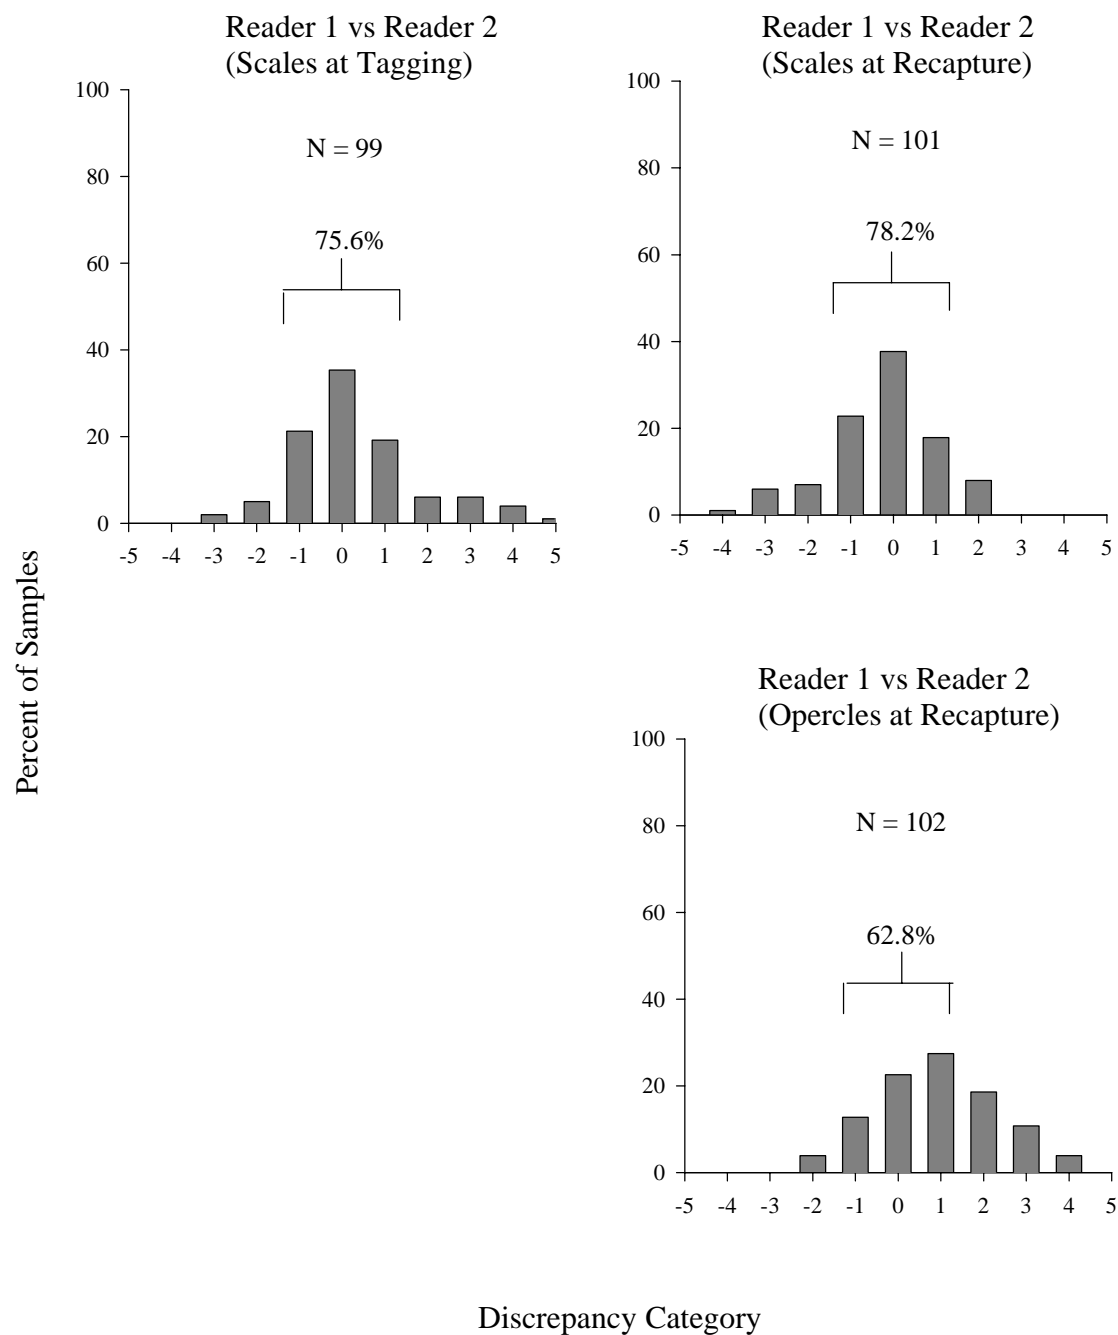 Reader 1 vs Reader 2
(Scales at Tagging)
100
80
60
40
20
0
N = 99
75.6%
-5 -4 -3 -2 -1 0 1 2 3 4 5
Reader 1 vs Reader 2
(Scales at Recapture)
100
80
60
40
20
0
N = 101
78.2%
-5 -4 -3 -2 -1 0 1 2 3 4 5
Percent of Samples
Reader 1 vs Reader 2
(Opercles at Recapture)
100
80
60
40
20
0
N = 102
62.8%
-5 -4 -3 -2 -1 0 1 2 3 4 5
Discrepancy Category